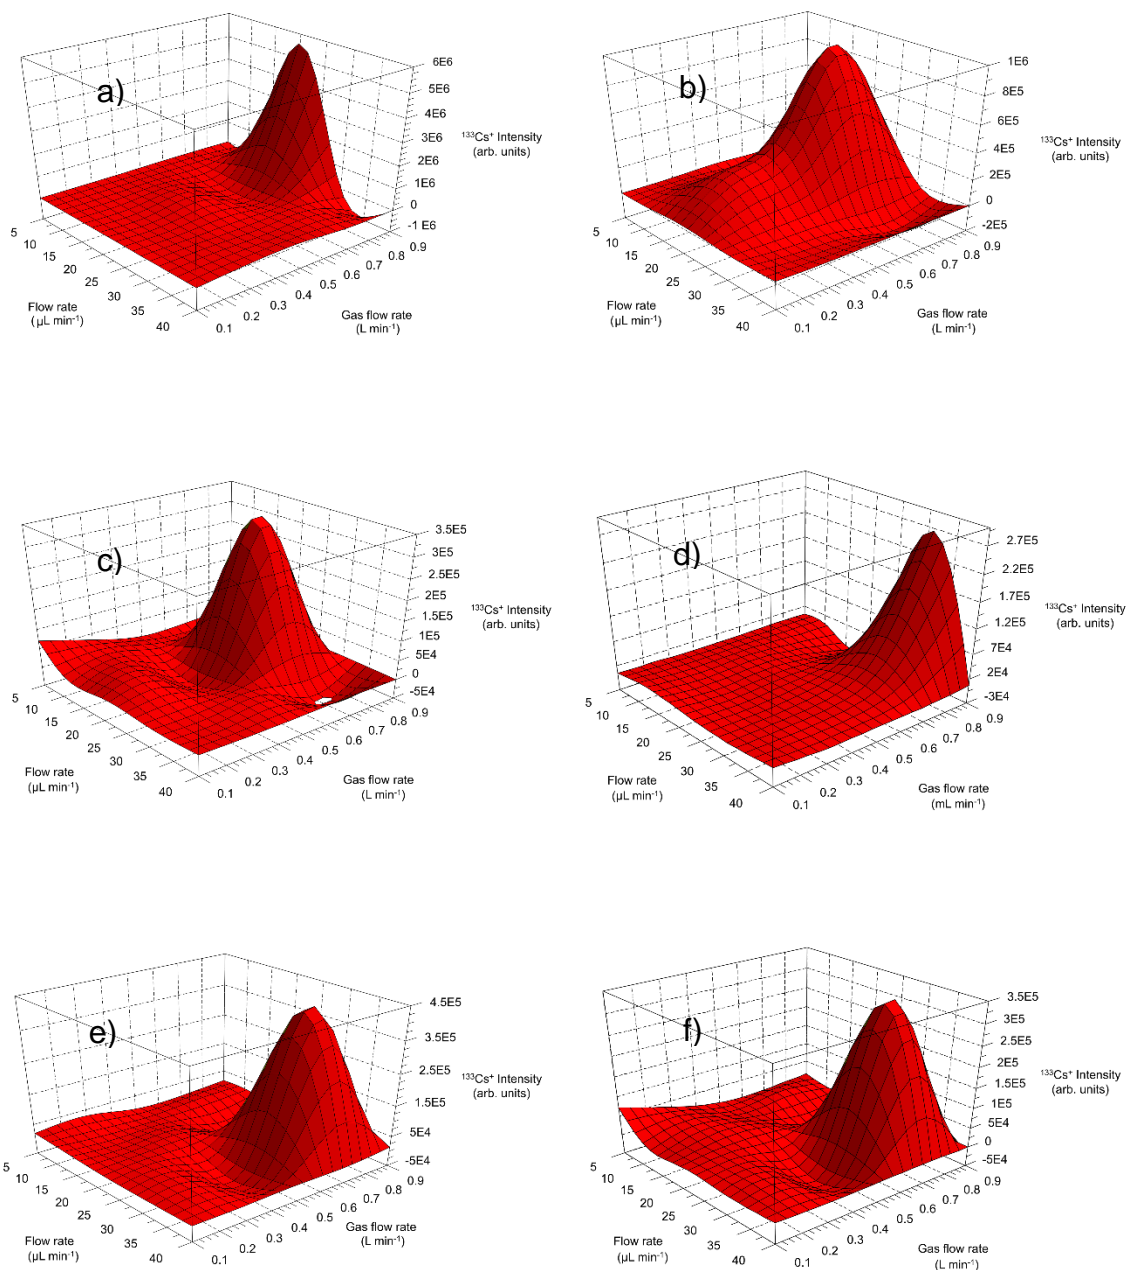 a)
6E6
5E6
4E6
3E6
2E6
1E6
0
-1 E6
¹³³Cs⁺ Intensity
(arb. units)
5
10
15
20
25
30
35
40
Flow rate
(µL min⁻¹)
0.1
0.2
0.3
0.4
0.5
0.6
0.7
0.8
0.9
Gas flow rate
(L min⁻¹)
b)
1E6
8E5
6E5
4E5
2E5
0
-2E5
¹³³Cs⁺ Intensity
(arb. units)
5
10
15
20
25
30
35
40
Flow rate
(µL min⁻¹)
0.1
0.2
0.3
0.4
0.5
0.6
0.7
0.8
0.9
Gas flow rate
(L min⁻¹)
c)
3.5E5
3E5
2.5E5
2E5
1.5E5
1E5
5E4
0
-5E4
¹³³Cs⁺ Intensity
(arb. units)
5
10
15
20
25
30
35
40
Flow rate
(µL min⁻¹)
0.1
0.2
0.3
0.4
0.5
0.6
0.7
0.8
0.9
Gas flow rate
(L min⁻¹)
d)
2.7E5
2.2E5
1.7E5
1.2E5
7E4
2E4
-3E4
¹³³Cs⁺ Intensity
(arb. units)
5
10
15
20
25
30
35
40
Flow rate
(µL min⁻¹)
0.1
0.2
0.3
0.4
0.5
0.6
0.7
0.8
0.9
Gas flow rate
(mL min⁻¹)
e)
4.5E5
3.5E5
2.5E5
1.5E5
5E4
-5E4
¹³³Cs⁺ Intensity
(arb. units)
5
10
15
20
25
30
35
40
Flow rate
(µL min⁻¹)
0.1
0.2
0.3
0.4
0.5
0.6
0.7
0.8
0.9
Gas flow rate
(L min⁻¹)
f)
3.5E5
3E5
2.5E5
2E5
1.5E5
1E5
5E4
0
-5E4
¹³³Cs⁺ Intensity
(arb. units)
5
10
15
20
25
30
35
40
Flow rate
(µL min⁻¹)
0.1
0.2
0.3
0.4
0.5
0.6
0.7
0.8
0.9
Gas flow rate
(L min⁻¹)